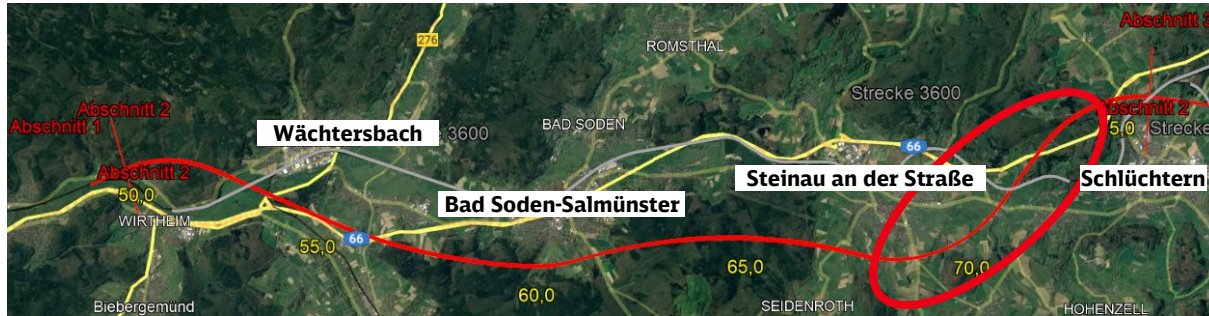 Abschnitt 3
276
ROMSTHAL
Strecke 3600
Abschnitt 2
Abschnitt 2
Abschnitt 1
Wächtersbach
e 3600
BAD SODEN
75,0
Strecke
66
Abschnitt 2
Steinau an der Straße
Schlüchtern
50,0
Bad Soden-Salmünster
WIRTHEIM
55,0
66
65,0
70,0
60,0
Biebergemünd
SEIDENROTH
HOHENZELL